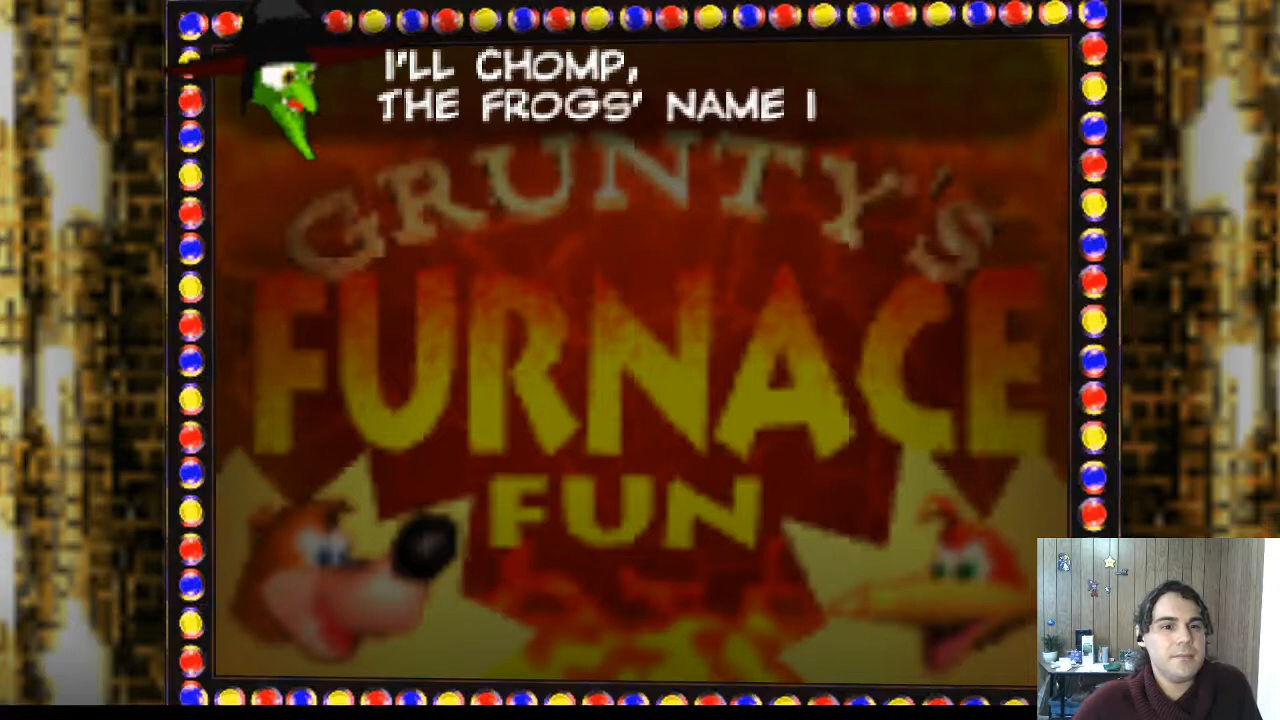 I'LL CHOMP,
THE FROGS' NAME I
GRUNTY'S
FURNACE
FUN